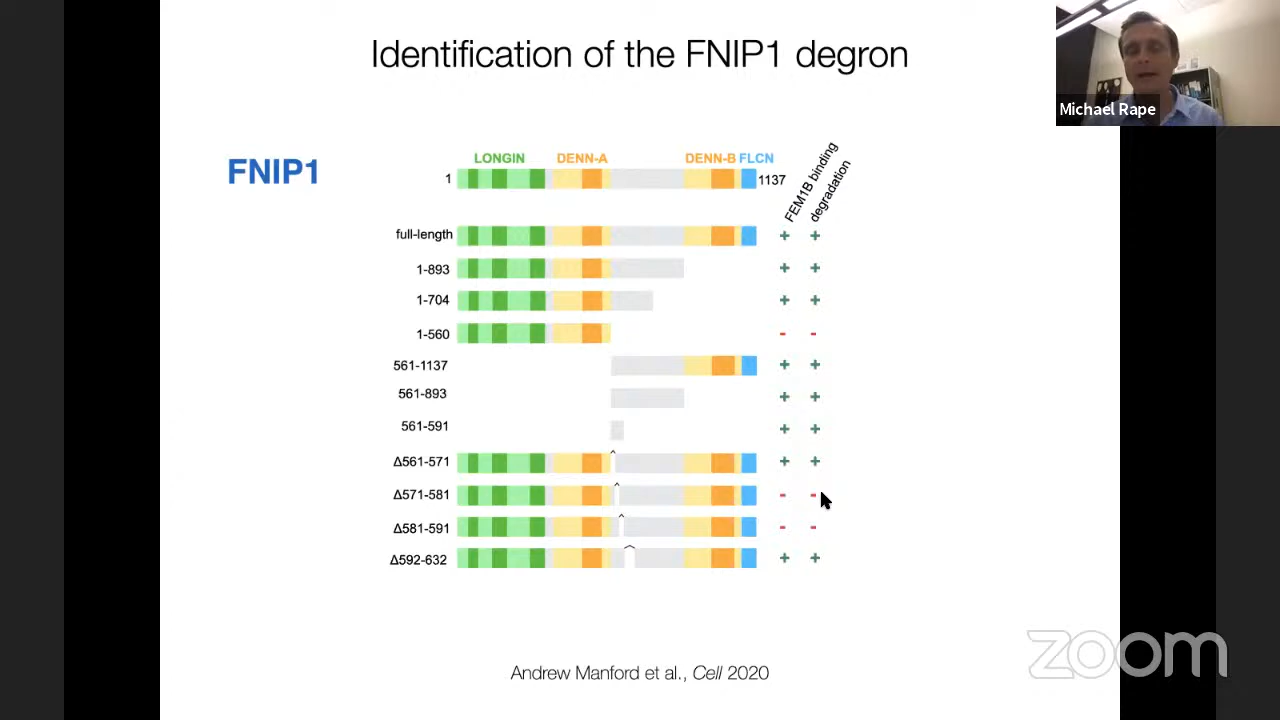 Identification of the FNIP1 degron
Michael Rape
FNIP1
LONGIN DENN-A DENN-B FLCN
1 1137
FEM1B binding
degradation
full-length + +
1-893 + +
1-704 + +
1-560 - -
561-1137 + +
561-893 + +
561-591 + +
Δ561-571 + +
Δ571-581 - -
Δ581-591 - -
Δ592-632 + +
Andrew Manford et al., Cell 2020
zoom